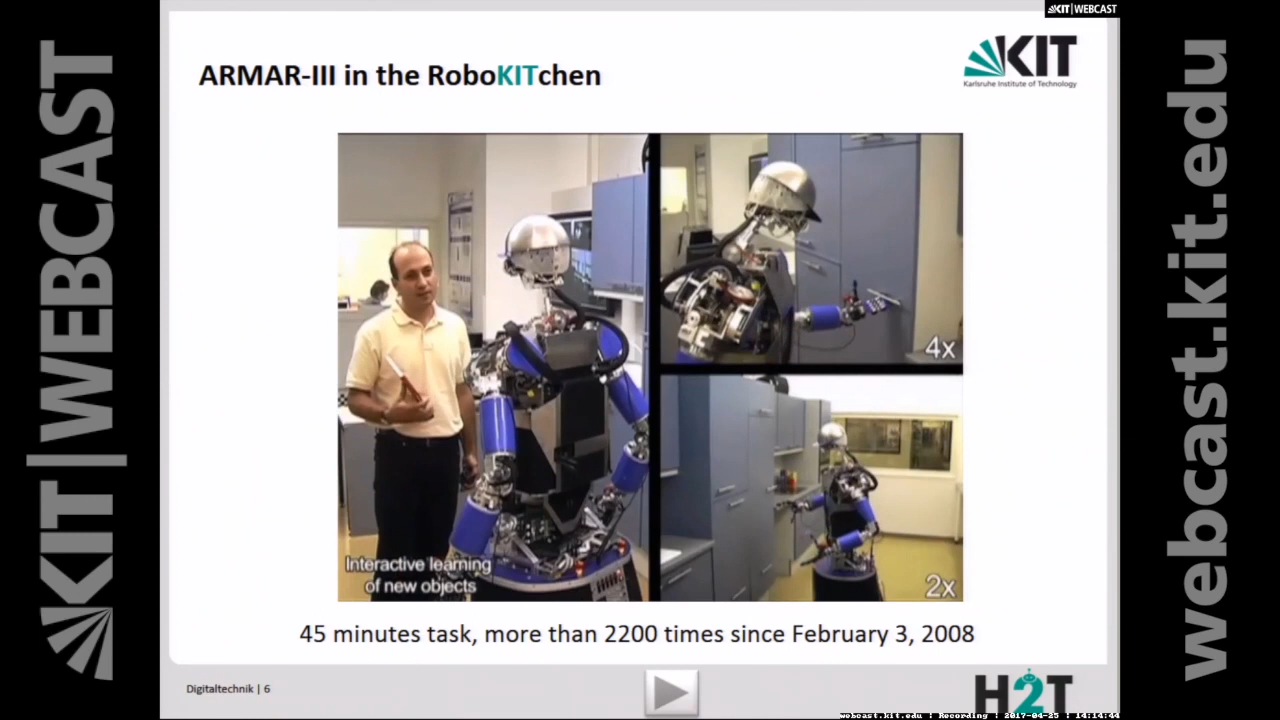 KIT|WEBCAST
KIT|WEBCAST
ARMAR-III in the RoboKITchen
KIT
Karlsruhe Institute of Technology
4x
Interactive learning
of new objects
2x
45 minutes task, more than 2200 times since February 3, 2008
Digitaltechnik | 6
H2T
webcast.kit.edu : Recording : 2017-04-25 : 14:14:44
webcast.kit.edu